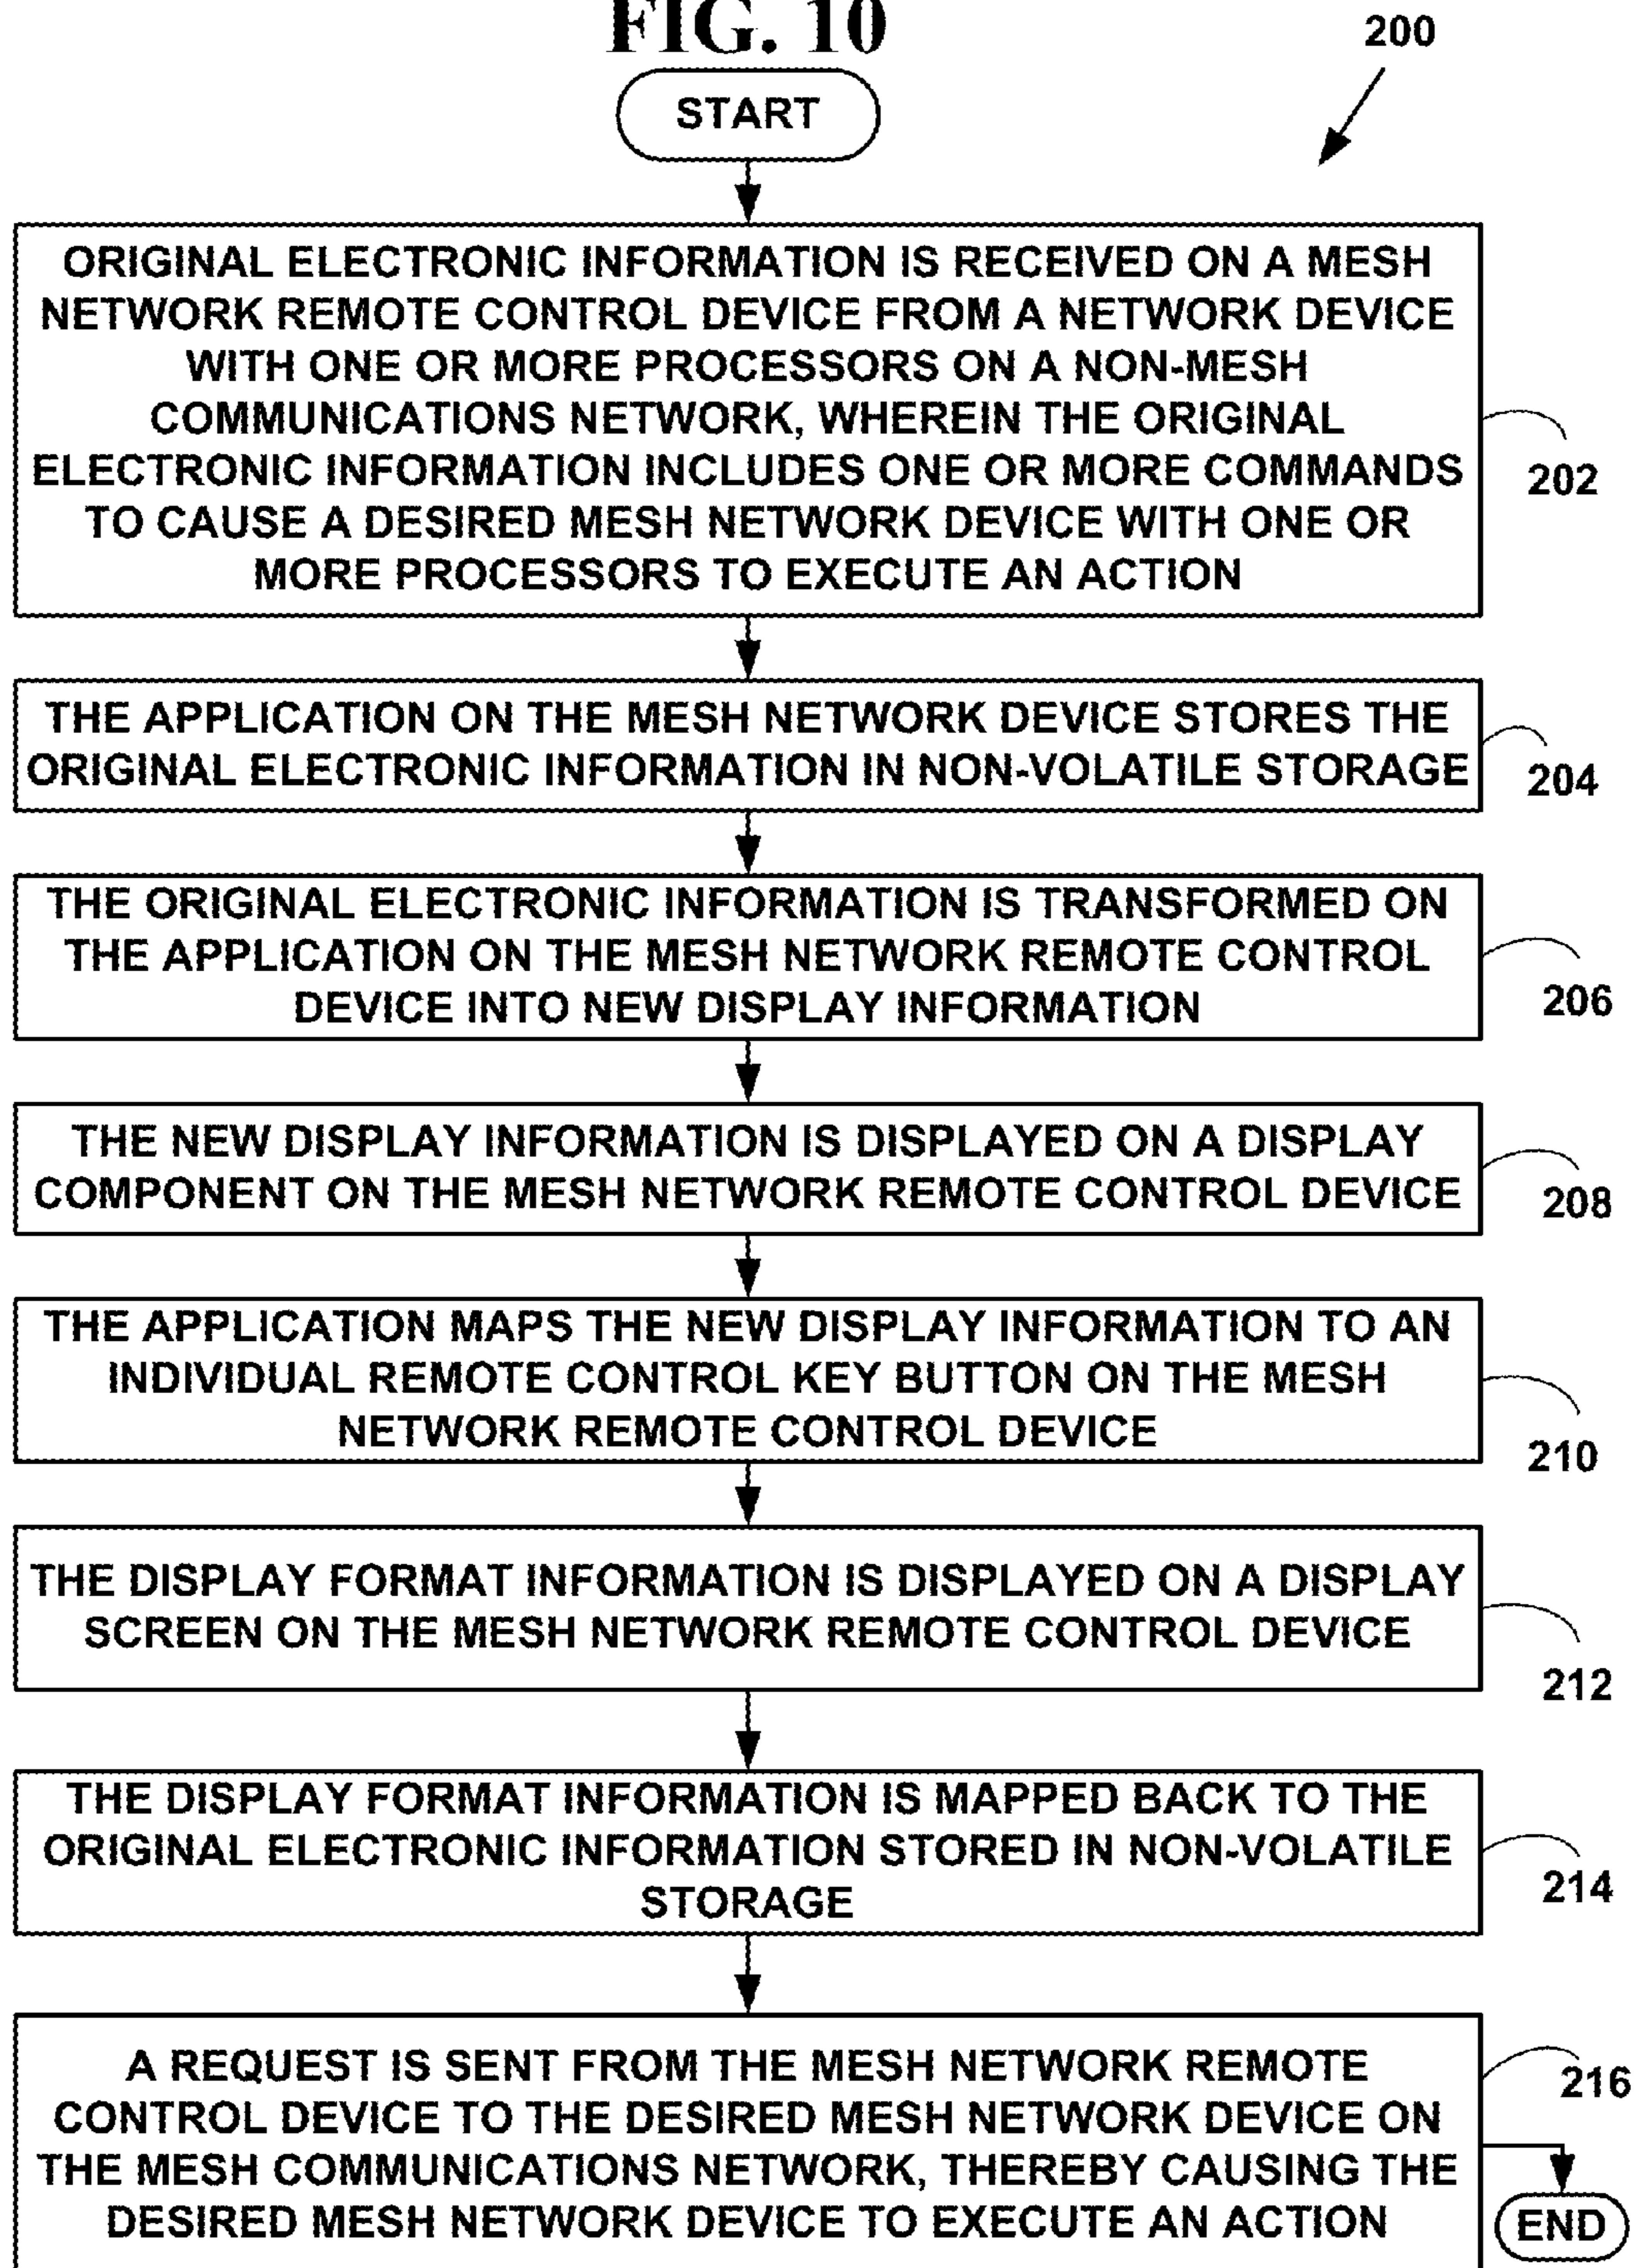 FIG. 10
200
START
ORIGINAL ELECTRONIC INFORMATION IS RECEIVED ON A MESH
NETWORK REMOTE CONTROL DEVICE FROM A NETWORK DEVICE
WITH ONE OR MORE PROCESSORS ON A NON-MESH
COMMUNICATIONS NETWORK, WHEREIN THE ORIGINAL
ELECTRONIC INFORMATION INCLUDES ONE OR MORE COMMANDS
TO CAUSE A DESIRED MESH NETWORK DEVICE WITH ONE OR
MORE PROCESSORS TO EXECUTE AN ACTION
202
THE APPLICATION ON THE MESH NETWORK DEVICE STORES THE
ORIGINAL ELECTRONIC INFORMATION IN NON-VOLATILE STORAGE
204
THE ORIGINAL ELECTRONIC INFORMATION IS TRANSFORMED ON
THE APPLICATION ON THE MESH NETWORK REMOTE CONTROL
DEVICE INTO NEW DISPLAY INFORMATION
206
THE NEW DISPLAY INFORMATION IS DISPLAYED ON A DISPLAY
COMPONENT ON THE MESH NETWORK REMOTE CONTROL DEVICE
208
THE APPLICATION MAPS THE NEW DISPLAY INFORMATION TO AN
INDIVIDUAL REMOTE CONTROL KEY BUTTON ON THE MESH
NETWORK REMOTE CONTROL DEVICE
210
THE DISPLAY FORMAT INFORMATION IS DISPLAYED ON A DISPLAY
SCREEN ON THE MESH NETWORK REMOTE CONTROL DEVICE
212
THE DISPLAY FORMAT INFORMATION IS MAPPED BACK TO THE
ORIGINAL ELECTRONIC INFORMATION STORED IN NON-VOLATILE
STORAGE
214
A REQUEST IS SENT FROM THE MESH NETWORK REMOTE
CONTROL DEVICE TO THE DESIRED MESH NETWORK DEVICE ON
THE MESH COMMUNICATIONS NETWORK, THEREBY CAUSING THE
DESIRED MESH NETWORK DEVICE TO EXECUTE AN ACTION
216
END